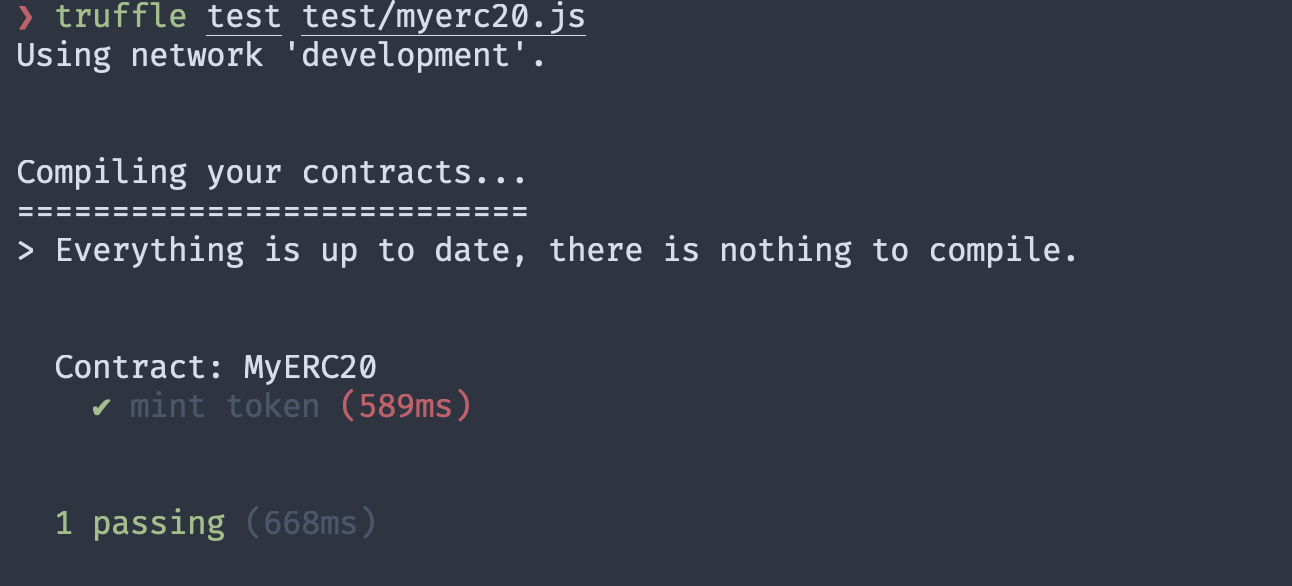 ❯ truffle test test/myerc20.js
Using network 'development'.
Compiling your contracts...
===========================
> Everything is up to date, there is nothing to compile.
Contract: MyERC20
✔ mint token (589ms)
1 passing (668ms)